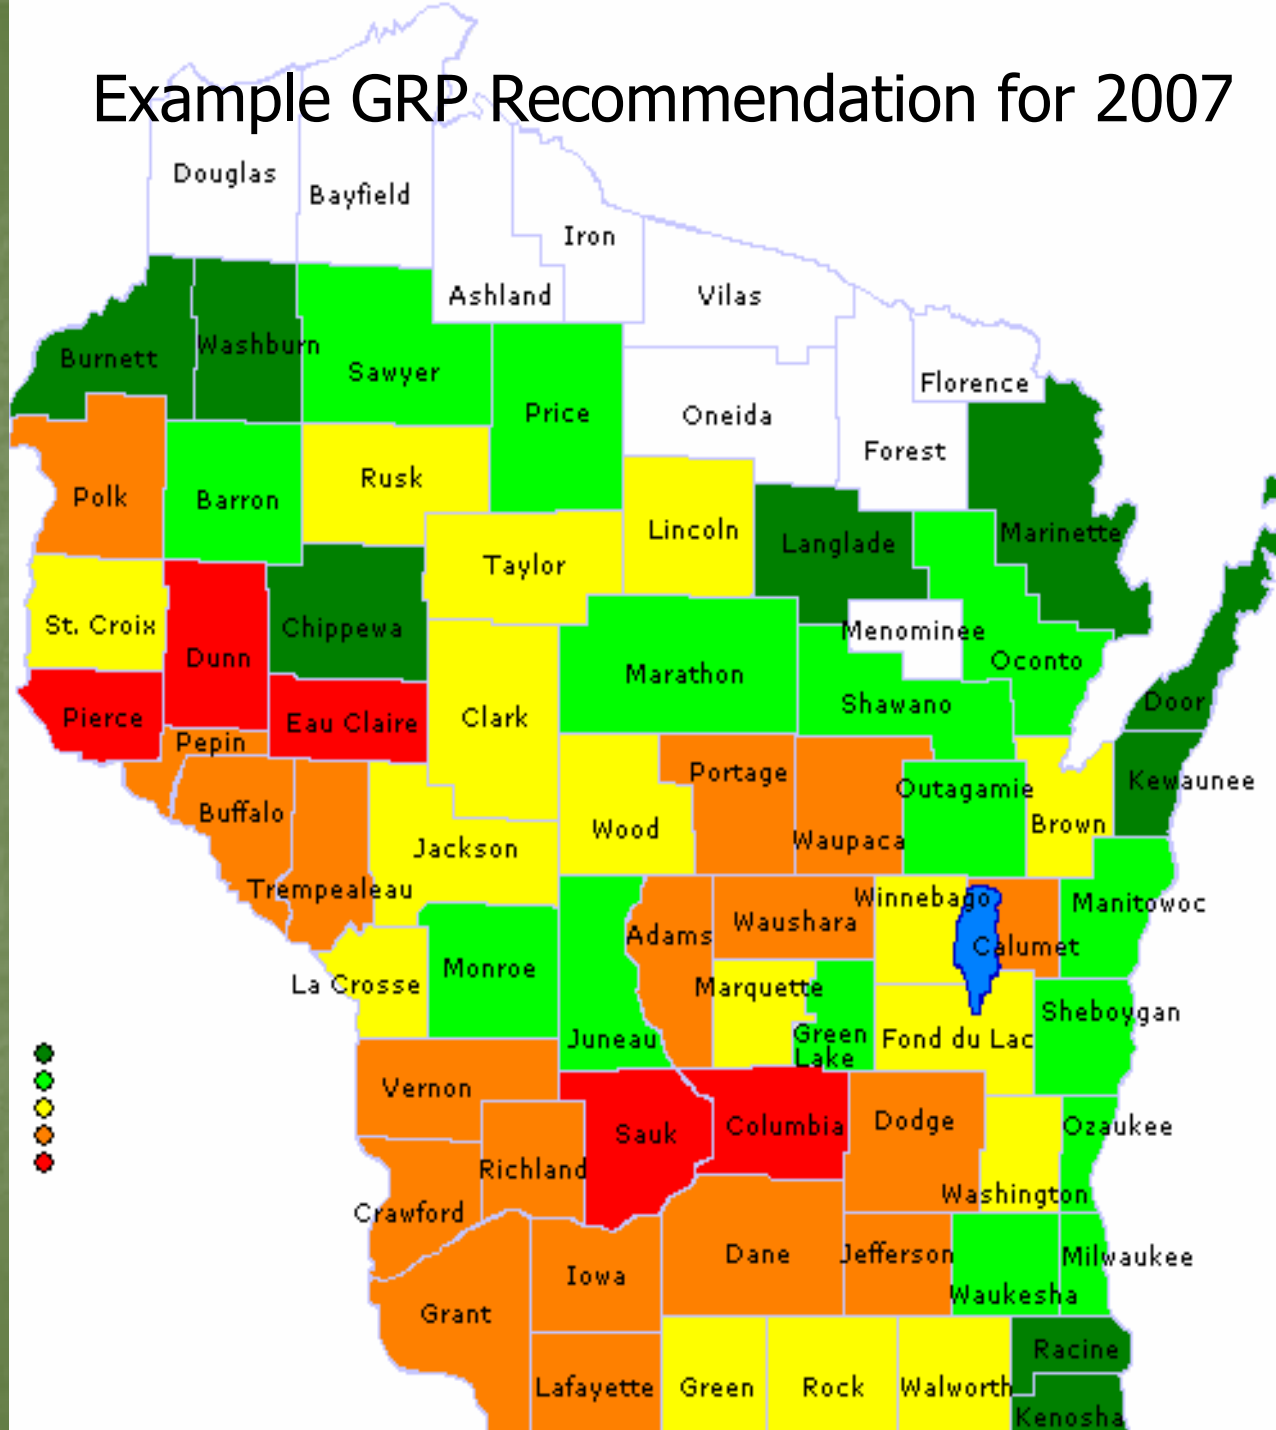 Example GRP Recommendation for 2007
Douglas
Bayfield
Iron
Ashland
Vilas
Burnett
Washburn
Sawyer
Florence
Price
Oneida
Forest
Rusk
Polk
Barron
Lincoln
Marinette
Langlade
Taylor
St. Croix
Chippewa
Menominee
Dunn
Oconto
Marathon
Shawano
Door
Pierce
Eau Claire
Clark
Pepin
Portage
Kewaunee
Outagamie
Buffalo
Wood
Brown
Waupaca
Jackson
Trempealeau
Winnebago
Manitowoc
Waushara
Adams
Calumet
Monroe
La Crosse
Marquette
Sheboygan
Juneau
Green
Lake
Fond du Lac
Vernon
Sauk
Columbia
Dodge
Ozaukee
Richland
Washington
Crawford
Dane
Jefferson
Milwaukee
Iowa
Waukesha
Grant
Racine
Lafayette
Green
Rock
Walworth
Kenosha